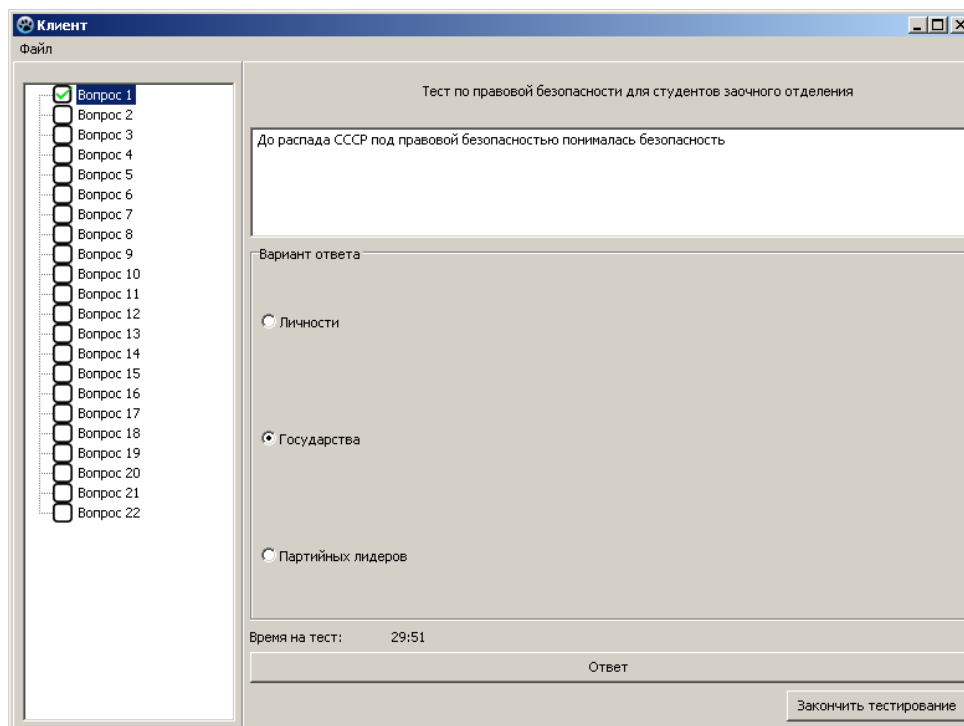 Клиент
Файл
Вопрос 1
Вопрос 2
Вопрос 3
Вопрос 4
Вопрос 5
Вопрос 6
Вопрос 7
Вопрос 8
Вопрос 9
Вопрос 10
Вопрос 11
Вопрос 12
Вопрос 13
Вопрос 14
Вопрос 15
Вопрос 16
Вопрос 17
Вопрос 18
Вопрос 19
Вопрос 20
Вопрос 21
Вопрос 22
Тест по правовой безопасности для студентов заочного отделения
До распада СССР под правовой безопасностью понималась безопасность
Вариант ответа
Личности
Государства
Партийных лидеров
Время на тест: 29:51
Ответ
Закончить тестирование